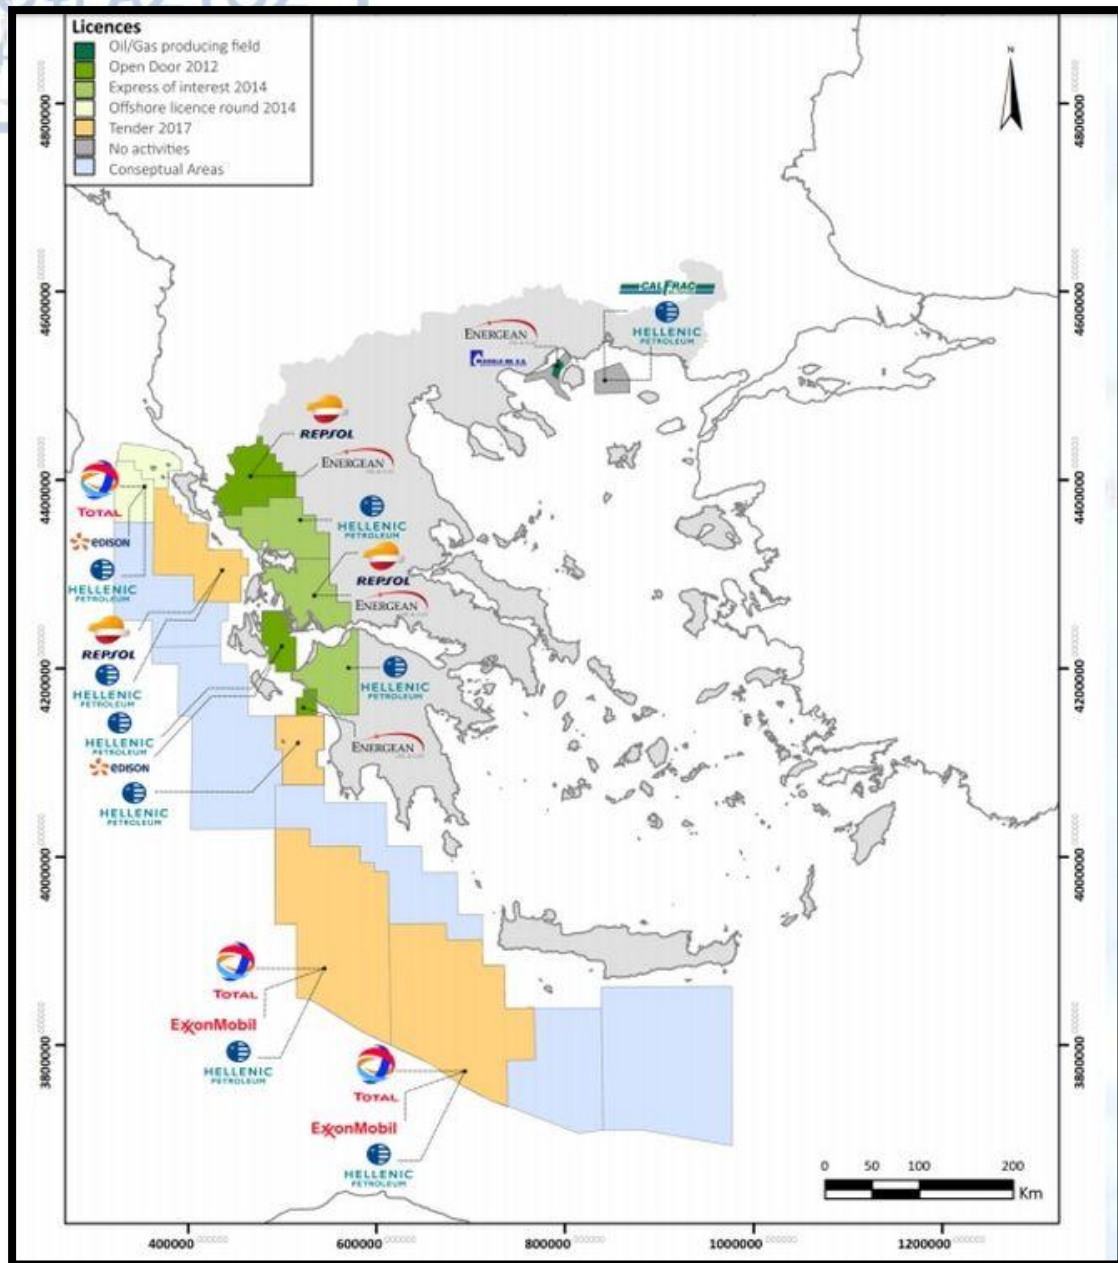 Licences
Oil/Gas producing field
Open Door 2012
Express of interest 2014
Offshore licence round 2014
Tender 2017
No activities
Conseptual Areas
N
4800000
4800000
4600000
4600000
4400000
4400000
4200000
4200000
4000000
4000000
3800000
3800000
CALFRAC
HELLENIC
PETROLEUM
ENERGEAN
REPSOL
ENERGEAN
TOTAL
HELLENIC
PETROLEUM
EDISON
HELLENIC
PETROLEUM
REPSOL
ENERGEAN
REPSOL
HELLENIC
PETROLEUM
HELLENIC
PETROLEUM
HELLENIC
PETROLEUM
EDISON
ENERGEAN
HELLENIC
PETROLEUM
TOTAL
ExxonMobil
HELLENIC
PETROLEUM
TOTAL
ExxonMobil
HELLENIC
PETROLEUM
0 50 100 200
Km
400000 600000 800000 1000000 1200000